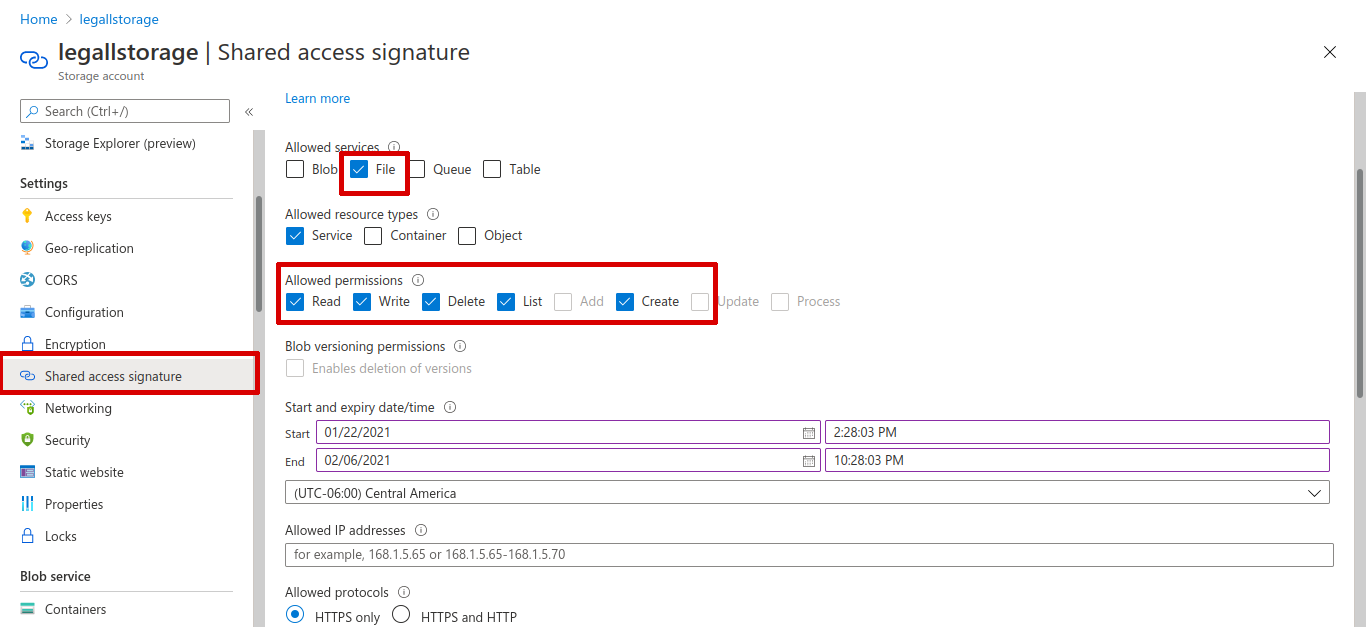 Home > legallstorage
legallstorage | Shared access signature
Storage account
Search (Ctrl+/)
«
Storage Explorer (preview)
Settings
Access keys
Geo-replication
CORS
Configuration
Encryption
Shared access signature
Networking
Security
Static website
Properties
Locks
Blob service
Containers
Learn more
Allowed services
Blob File Queue Table
Allowed resource types
Service Container Object
Allowed permissions
Read Write Delete List Add Create Update Process
Blob versioning permissions
Enables deletion of versions
Start and expiry date/time
Start 01/22/2021 2:28:03 PM
End 02/06/2021 10:28:03 PM
(UTC-06:00) Central America
Allowed IP addresses
for example, 168.1.5.65 or 168.1.5.65-168.1.5.70
Allowed protocols
HTTPS only HTTPS and HTTP